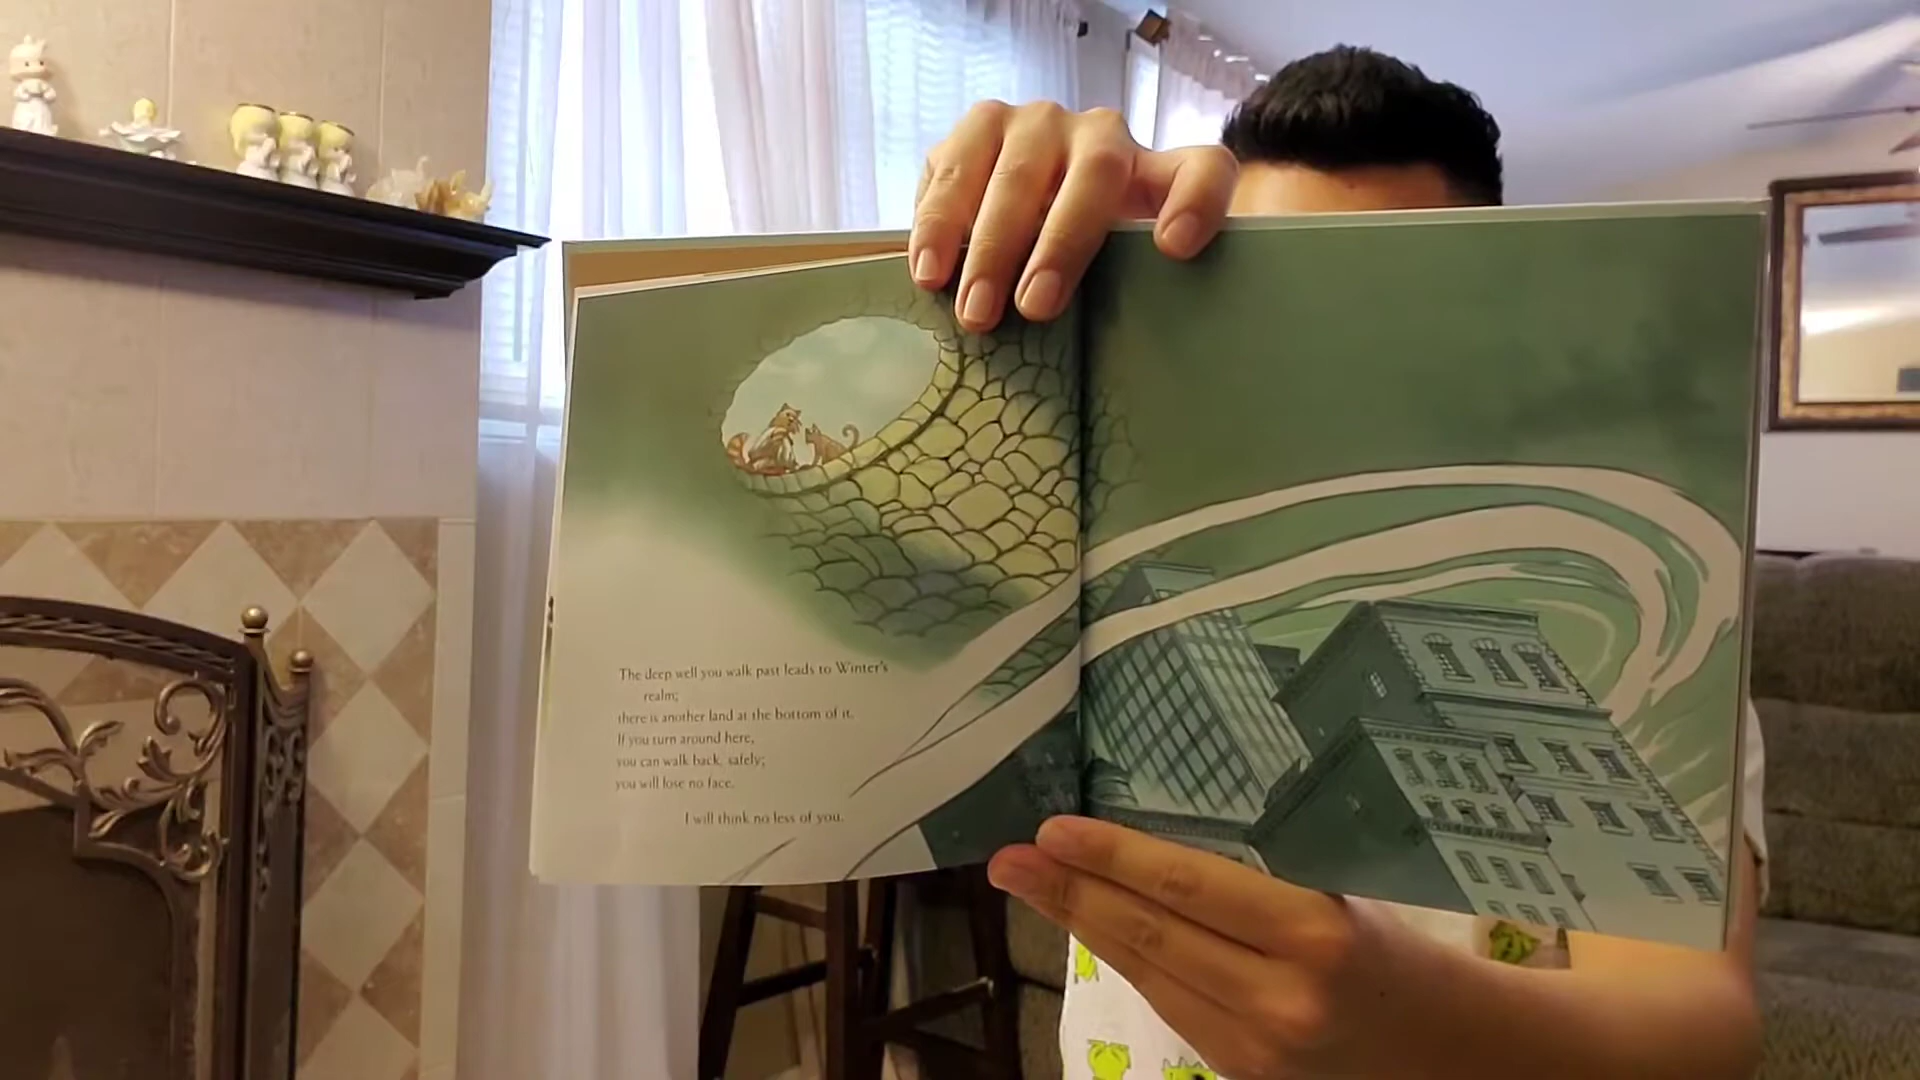 The deep well you walk past leads to Winter's
realm;
there is another land at the bottom of it.
If you turn around here,
you can walk back, safely;
you will lose no face.
I will think no less of you.